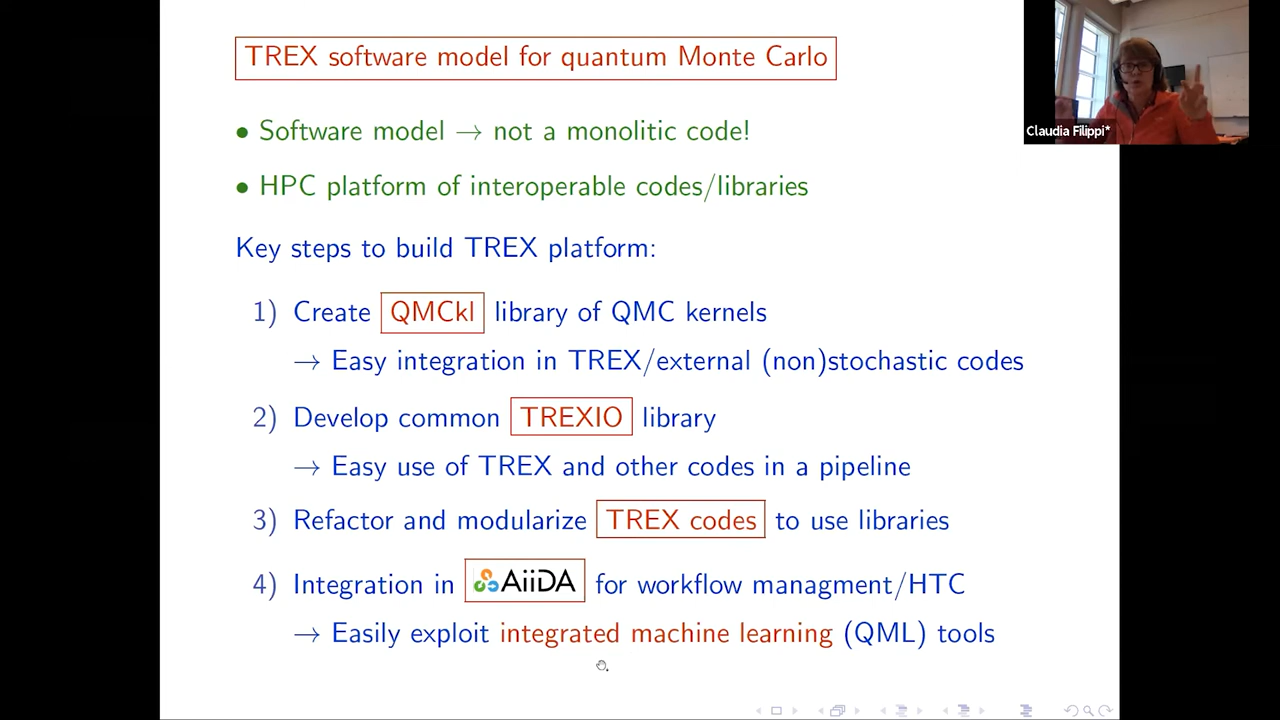 TREX software model for quantum Monte Carlo
• Software model → not a monolitic code!
• HPC platform of interoperable codes/libraries
Key steps to build TREX platform:
1) Create QMCkl library of QMC kernels
→ Easy integration in TREX/external (non)stochastic codes
2) Develop common TREXIO library
→ Easy use of TREX and other codes in a pipeline
3) Refactor and modularize TREX codes to use libraries
4) Integration in AiiDA for workflow managment/HTC
→ Easily exploit integrated machine learning (QML) tools
Claudia Filippi*